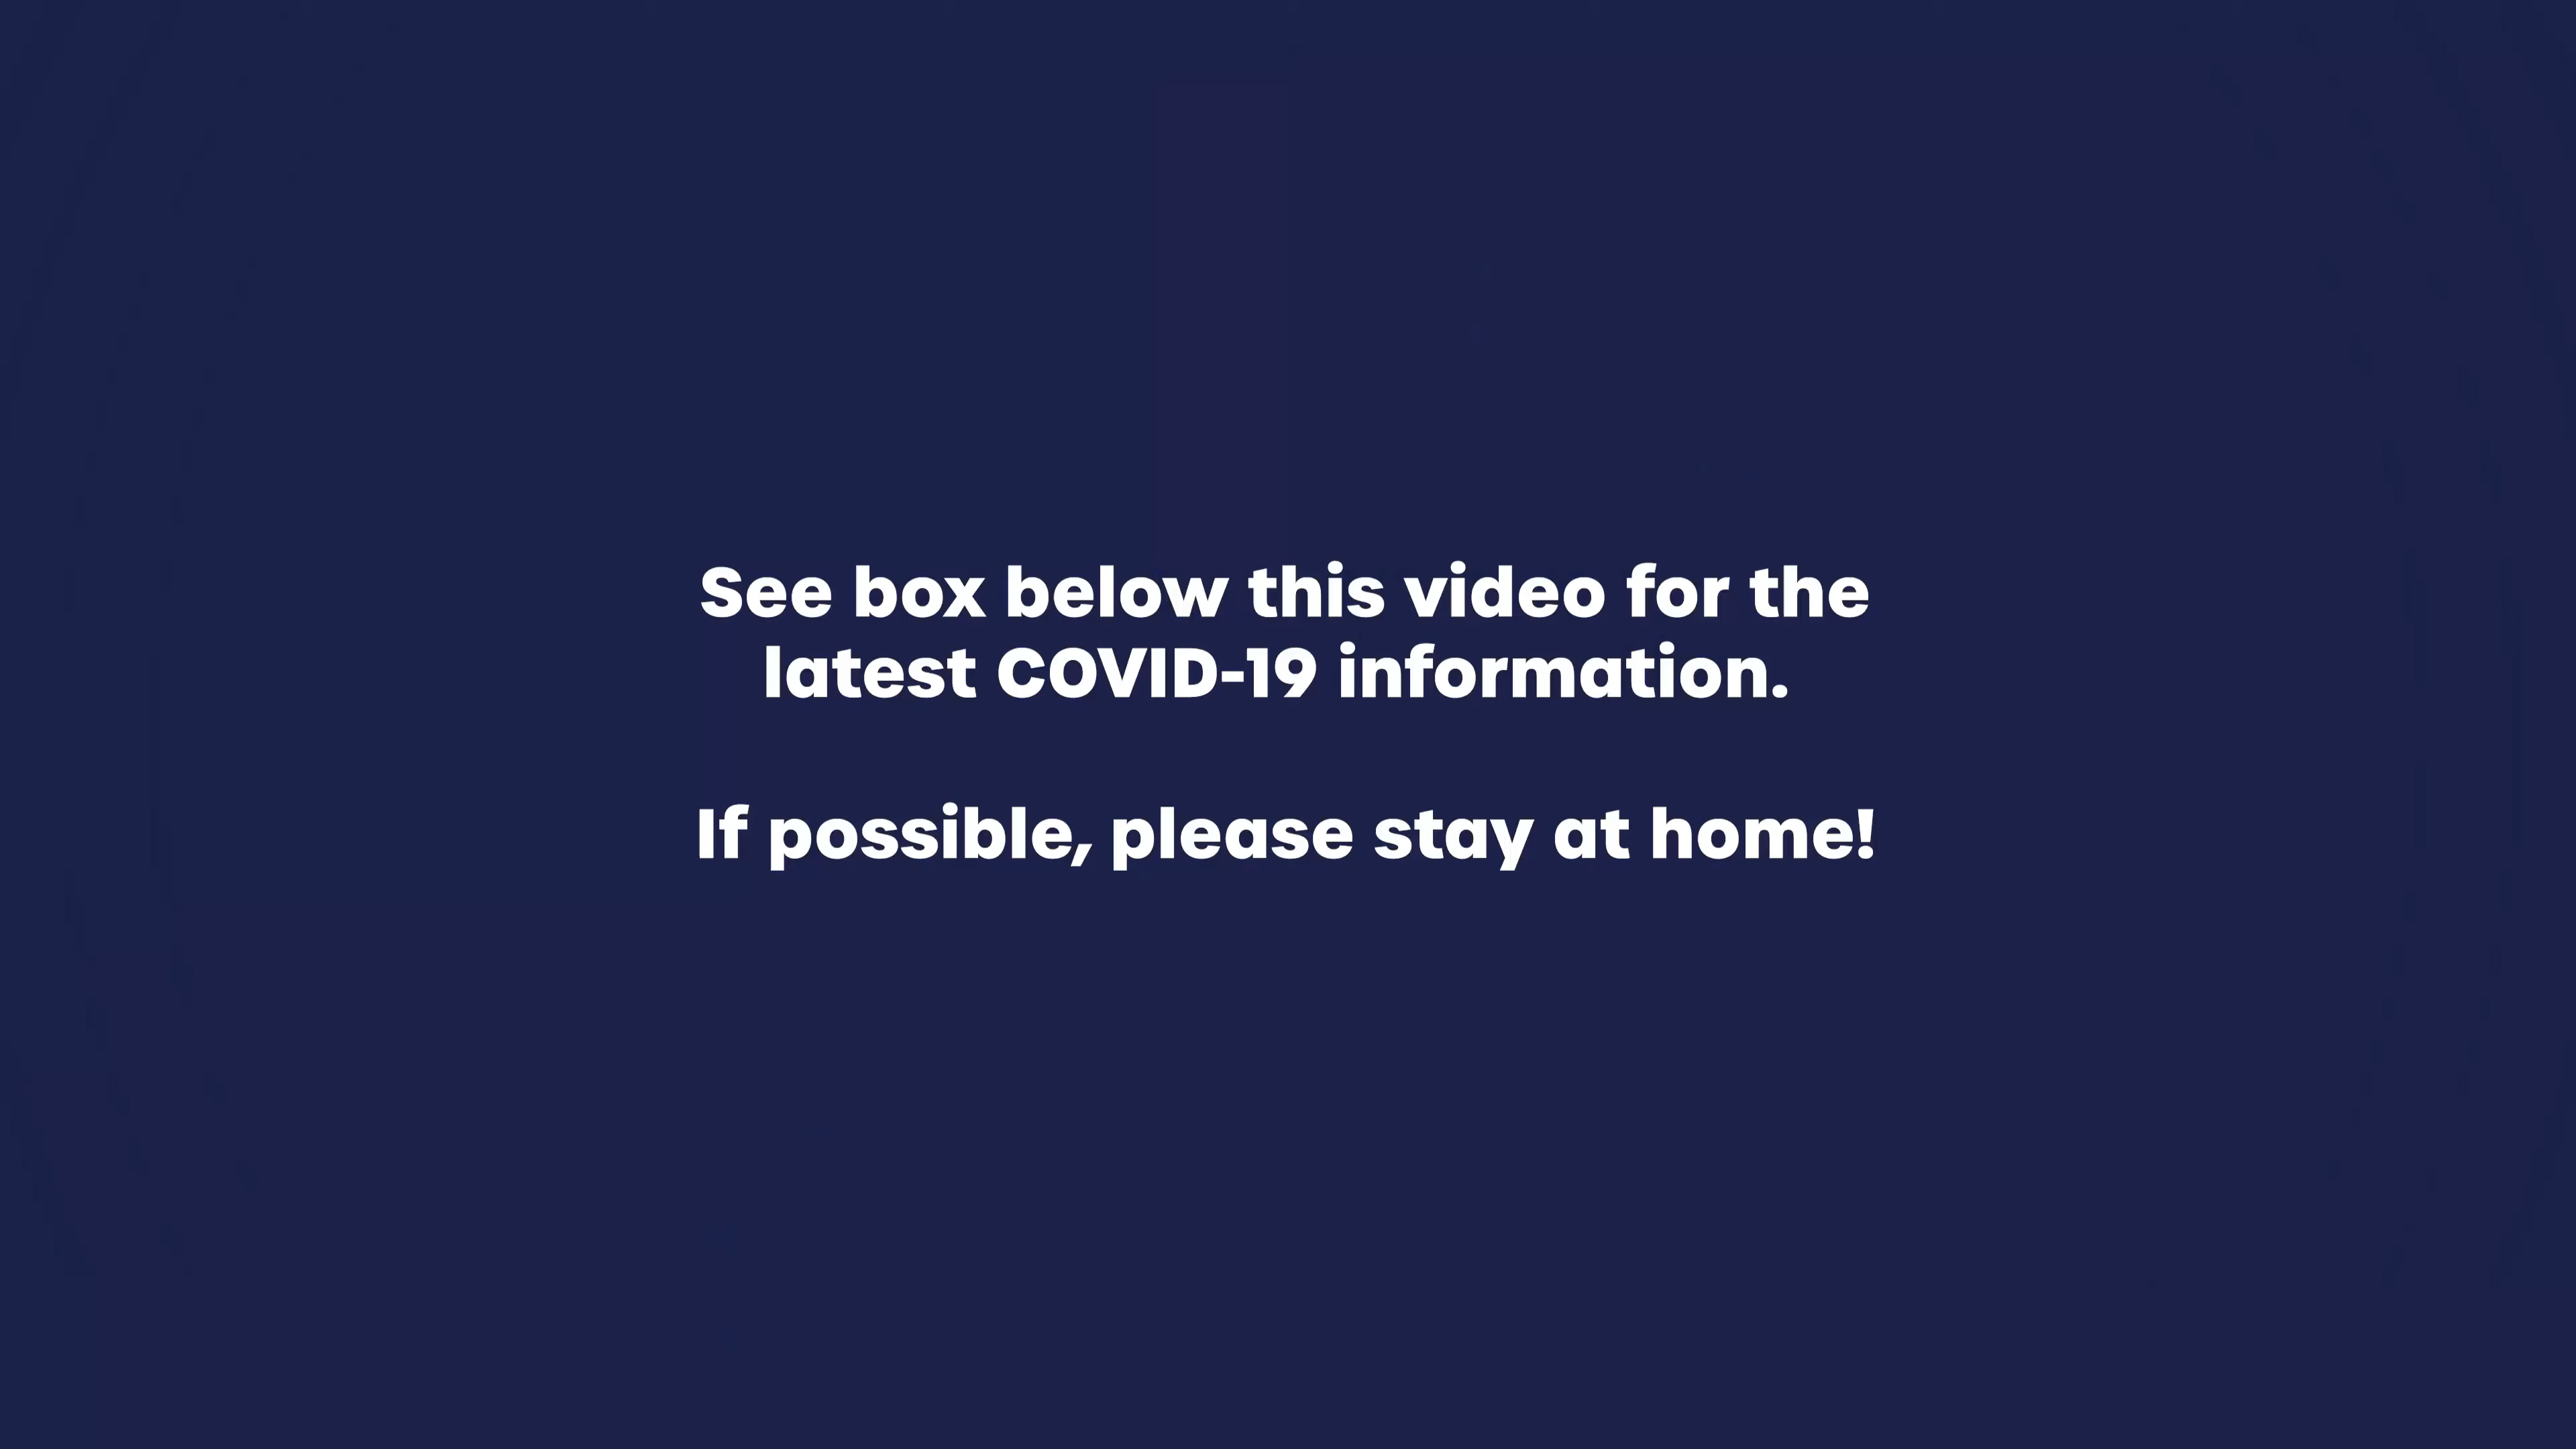 See box below this video for the
latest COVID-19 information.
If possible, please stay at home!